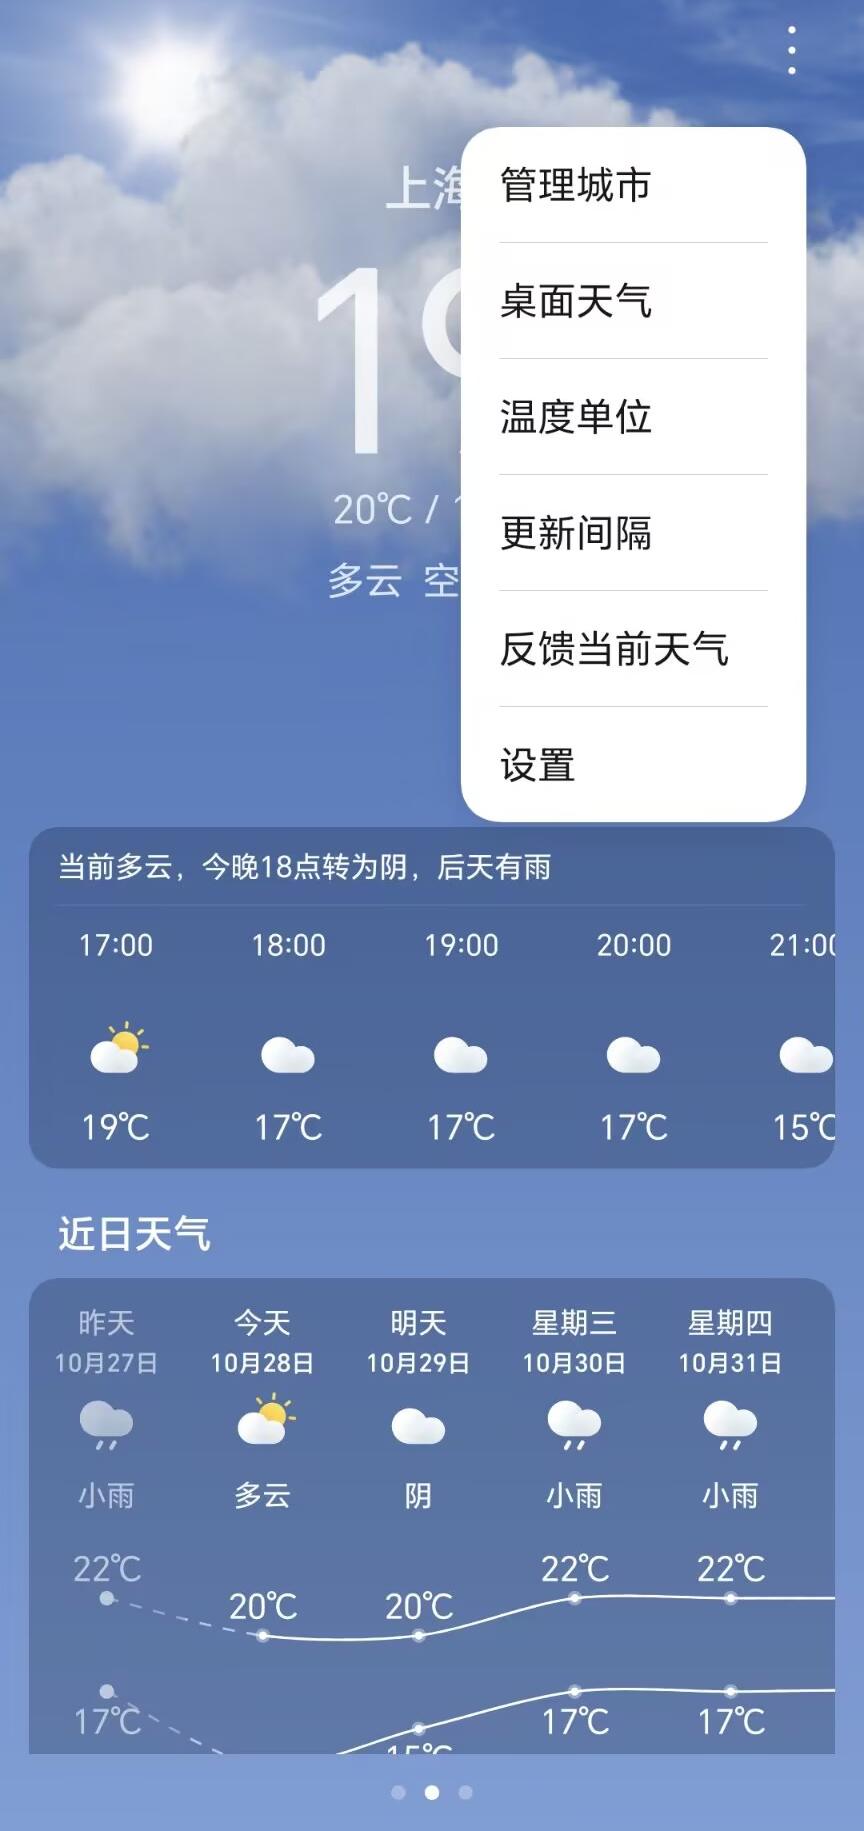 上海
管理城市
19
桌面天气
温度单位
20℃ / 1
更新间隔
多云 空
反馈当前天气
设置
当前多云，今晚18点转为阴，后天有雨
17:00 18:00 19:00 20:00 21:00
19℃ 17℃ 17℃ 17℃ 15℃
近日天气
昨天 今天 明天 星期三 星期四
10月27日 10月28日 10月29日 10月30日 10月31日
小雨 多云 阴 小雨 小雨
22℃ 20℃ 20℃ 22℃ 22℃
17℃ 15℃ 17℃ 17℃